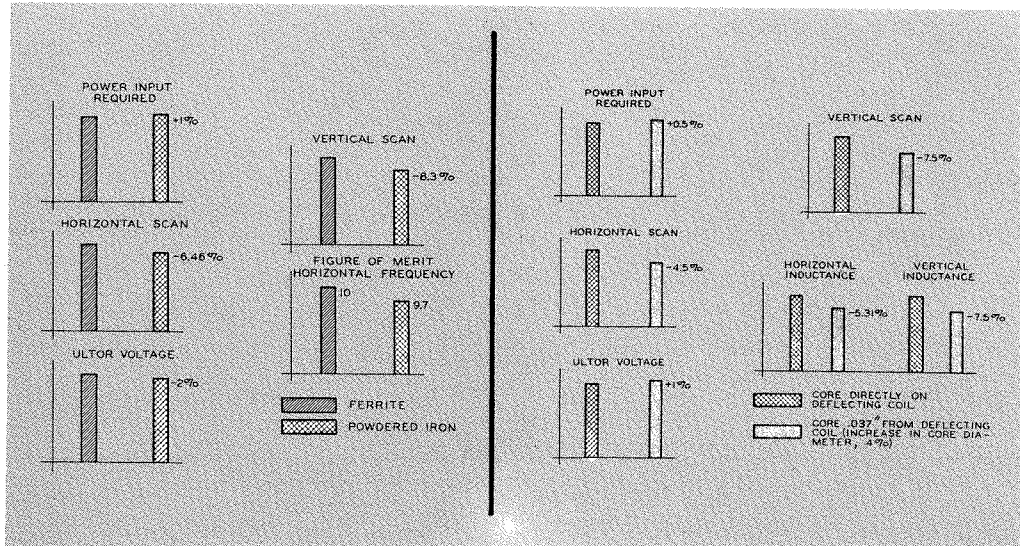 POWER INPUT
REQUIRED
+1%
HORIZONTAL SCAN
-6.46%
ULTOR VOLTAGE
-2%
VERTICAL SCAN
-8.3%
FIGURE OF MERIT
HORIZONTAL FREQUENCY
10
9.7
FERRITE
POWDERED IRON
POWER INPUT
REQUIRED
+0.5%
HORIZONTAL SCAN
-4.5%
ULTOR VOLTAGE
+1%
VERTICAL SCAN
-7.5%
HORIZONTAL
INDUCTANCE
-5.31%
VERTICAL
INDUCTANCE
-7.5%
CORE DIRECTLY ON
DEFLECTING COIL
CORE .037" FROM DEFLECTING
COIL (INCREASE IN CORE DIA-
METER, 4%)